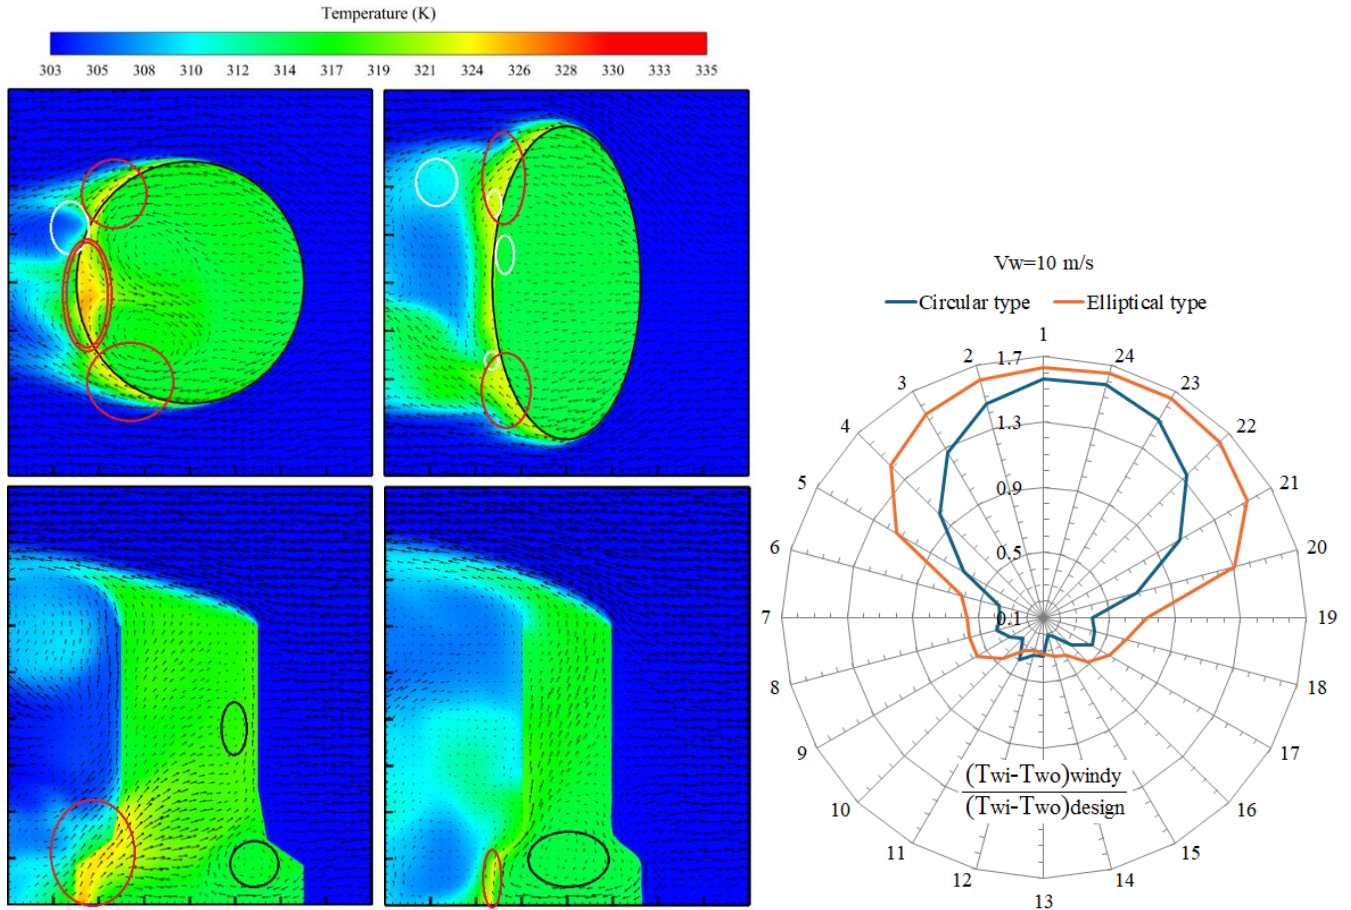 Temperature (K)
303 305 308 310 312 314 317 319 321 324 326 328 330 333 335
Vw=10 m/s
Circular type Elliptical type
1
2 1.7 24
3 23
1.3
4 22
0.9
5 21
0.5
6 20
7 0.1 19
8 18
9 17
(Twi-Two)windy
(Twi-Two)design
10 16
11 15
12 14
13